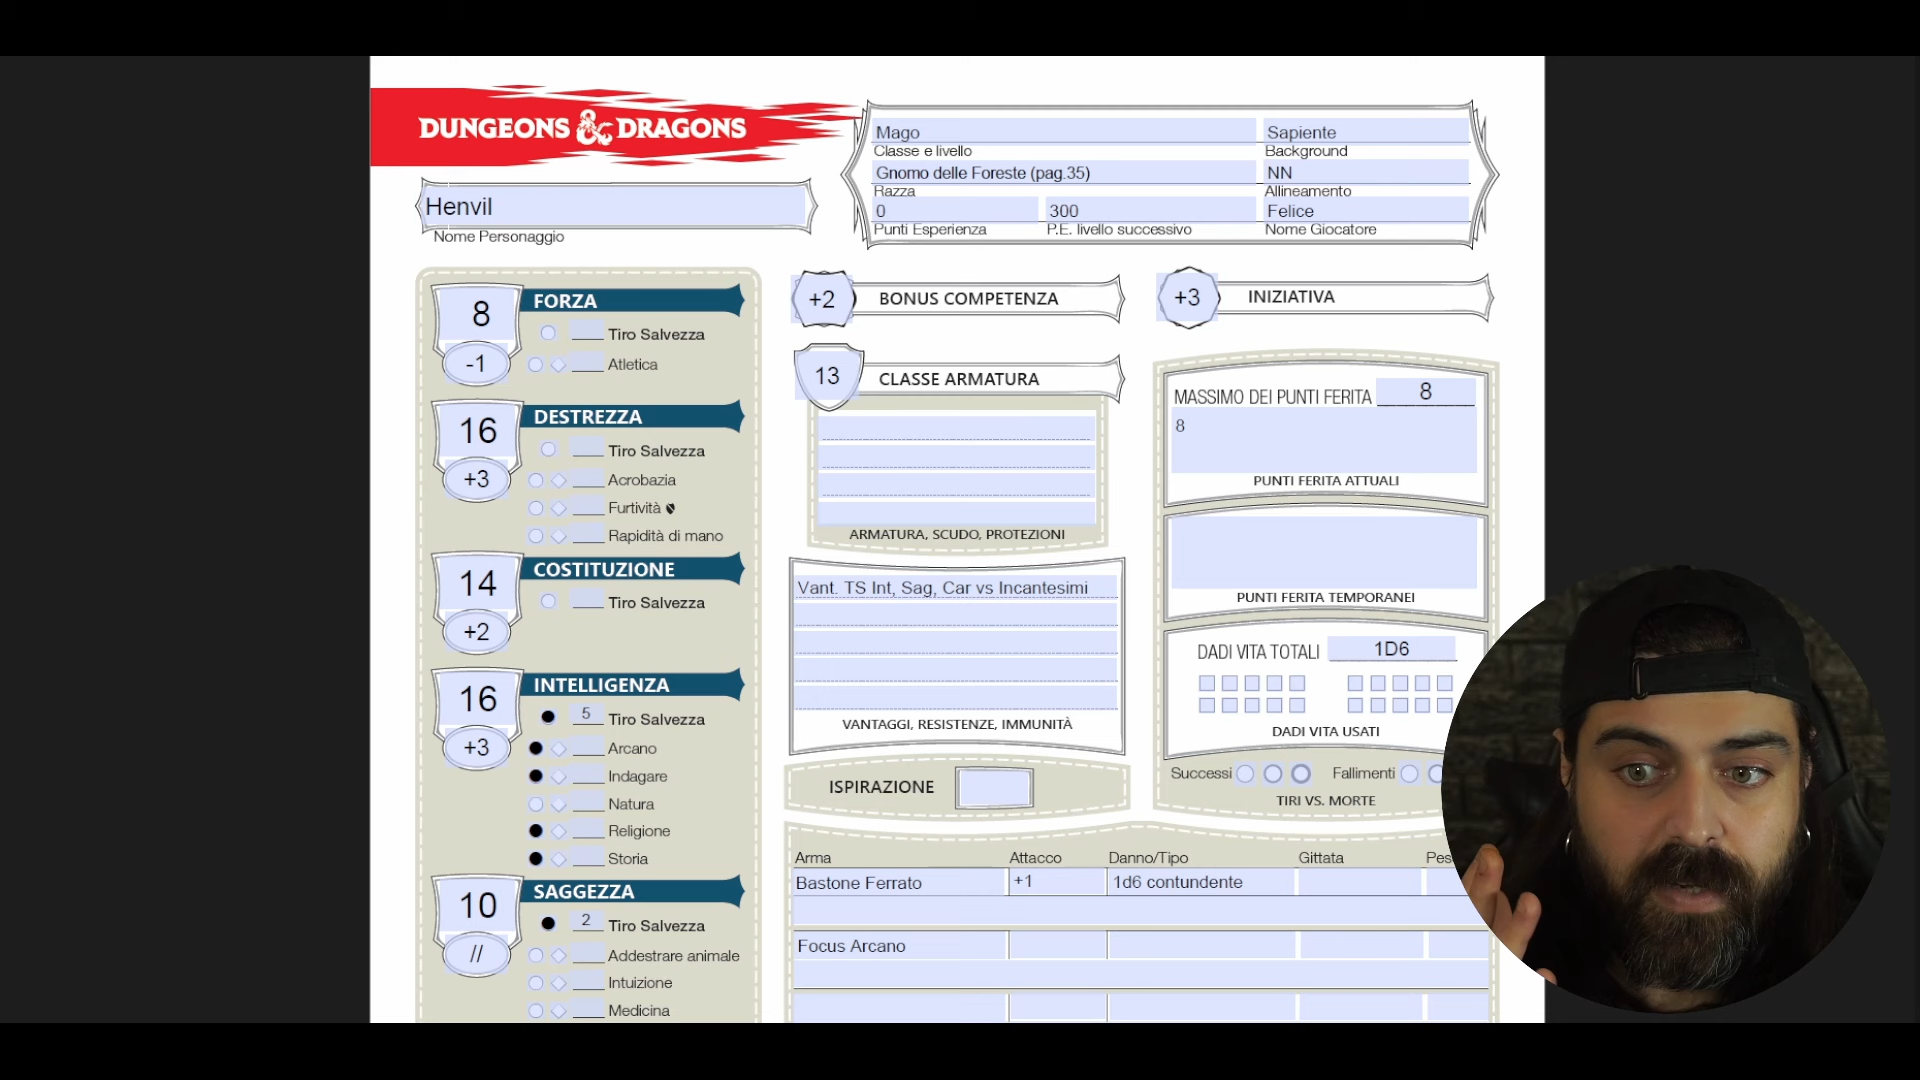 DUNGEONS & DRAGONS
Mago
Classe e livello
Sapiente
Background
Gnomo delle Foreste (pag.35)
Razza
NN
Allineamento
0
Punti Esperienza
300
P.E. livello successivo
Felice
Nome Giocatore
Henvil
Nome Personaggio
8
-1
FORZA
Tiro Salvezza
Atletica
16
+3
DESTREZZA
Tiro Salvezza
Acrobazia
Furtività
Rapidità di mano
14
+2
COSTITUZIONE
Tiro Salvezza
16
+3
INTELLIGENZA
5 Tiro Salvezza
Arcano
Indagare
Natura
Religione
Storia
10
//
SAGGEZZA
2 Tiro Salvezza
Addestrare animale
Intuizione
Medicina
+2 BONUS COMPETENZA
13 CLASSE ARMATURA
ARMATURA, SCUDO, PROTEZIONI
Vant. TS Int, Sag, Car vs Incantesimi
VANTAGGI, RESISTENZE, IMMUNITÀ
ISPIRAZIONE
+3 INIZIATIVA
MASSIMO DEI PUNTI FERITA 8
8
PUNTI FERITA ATTUALI
PUNTI FERITA TEMPORANEI
DADI VITA TOTALI 1D6
DADI VITA USATI
Successi Fallimenti
TIRI VS. MORTE
Arma Attacco Danno/Tipo Gittata
Bastone Ferrato +1 1d6 contundente
Focus Arcano